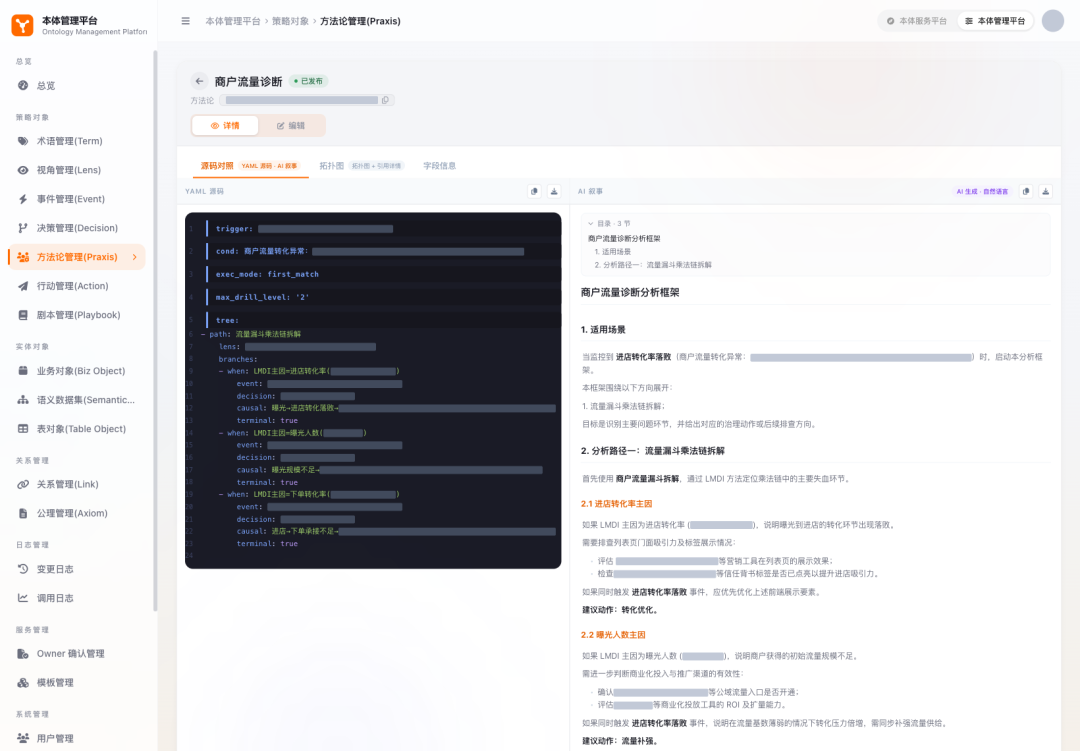 本体管理平台
Ontology Management Platfon
总览
总览
策略对象
术语管理(Term)
视角管理(Lens)
事件管理(Event)
决策管理(Decision)
方法论管理(Praxis)
行动管理(Action)
剧本管理(Playbook)
实体对象
业务对象(Biz Object)
语义数据集(Semantic...
表对象(Table Object)
关系管理
关系管理(Link)
公理管理(Axiom)
日志管理
变更日志
调用日志
服务管理
Owner 确认管理
模板管理
系统管理
用户管理
本体管理平台 › 策略对象 › 方法论管理(Praxis)
本体服务平台 本体管理平台
商户流量诊断 已发布
方法论
详情 编辑
源码对照 YAML 源码 · AI 叙事 拓扑图 拓扑图 + 引用详情 字段信息
YAML 源码
1 trigger:
2 cond: 商户流量转化异常:
3 exec_mode: first_match
4 max_drill_level: '2'
5 tree:
6 - path: 流量漏斗乘法链拆解
7 lens:
8 branches:
9 - when: LMDI主因=进店转化率( )
10 event:
11 decision:
12 causal: 曝光→进店转化落败→
13 terminal: true
14 - when: LMDI主因=曝光人数( )
15 event:
16 decision:
17 causal: 曝光规模不足→
18 terminal: true
19 - when: LMDI主因=下单转化率( )
20 event:
21 decision:
22 causal: 进店→下单承接不足→
23 terminal: true
24
AI 叙事
AI 生成 · 自然语言
目录 · 3 节
商户流量诊断分析框架
1. 适用场景
2. 分析路径一：流量漏斗乘法链拆解
商户流量诊断分析框架
1. 适用场景
当监控到 进店转化率落败（商户流量转化异常： ）时，启动本分析框
架。
本框架围绕以下方向展开：
1. 流量漏斗乘法链拆解；
目标是识别主要问题环节，并给出对应的治理动作或后续排查方向。
2. 分析路径一：流量漏斗乘法链拆解
首先使用 商户流量漏斗拆解，通过 LMDI 方法定位乘法链中的主要失血环节。
2.1 进店转化率主因
如果 LMDI 主因为进店转化率 ( )，说明曝光到进店的转化环节出现落败。
需要排查列表页门面吸引力及标签展示情况：
· 评估 等营销工具在列表页的展示效果；
· 检查 等信任背书标签是否已点亮以提升进店吸引力。
如果同时触发 进店转化率落败 事件，应优先优化上述前端展示要素。
建议动作：转化优化。
2.2 曝光人数主因
如果 LMDI 主因为曝光人数 ( )，说明商户获得的初始流量规模不足。
需进一步判断商业化投入与推广渠道的有效性：
· 确认 等公域流量入口是否开通；
· 评估 等商业化投放工具的 ROI 及扩量能力。
如果同时触发 进店转化率落败 事件，说明在流量基数薄弱的情况下转化压力倍增，需同步补强流量供给。
建议动作：流量补强。